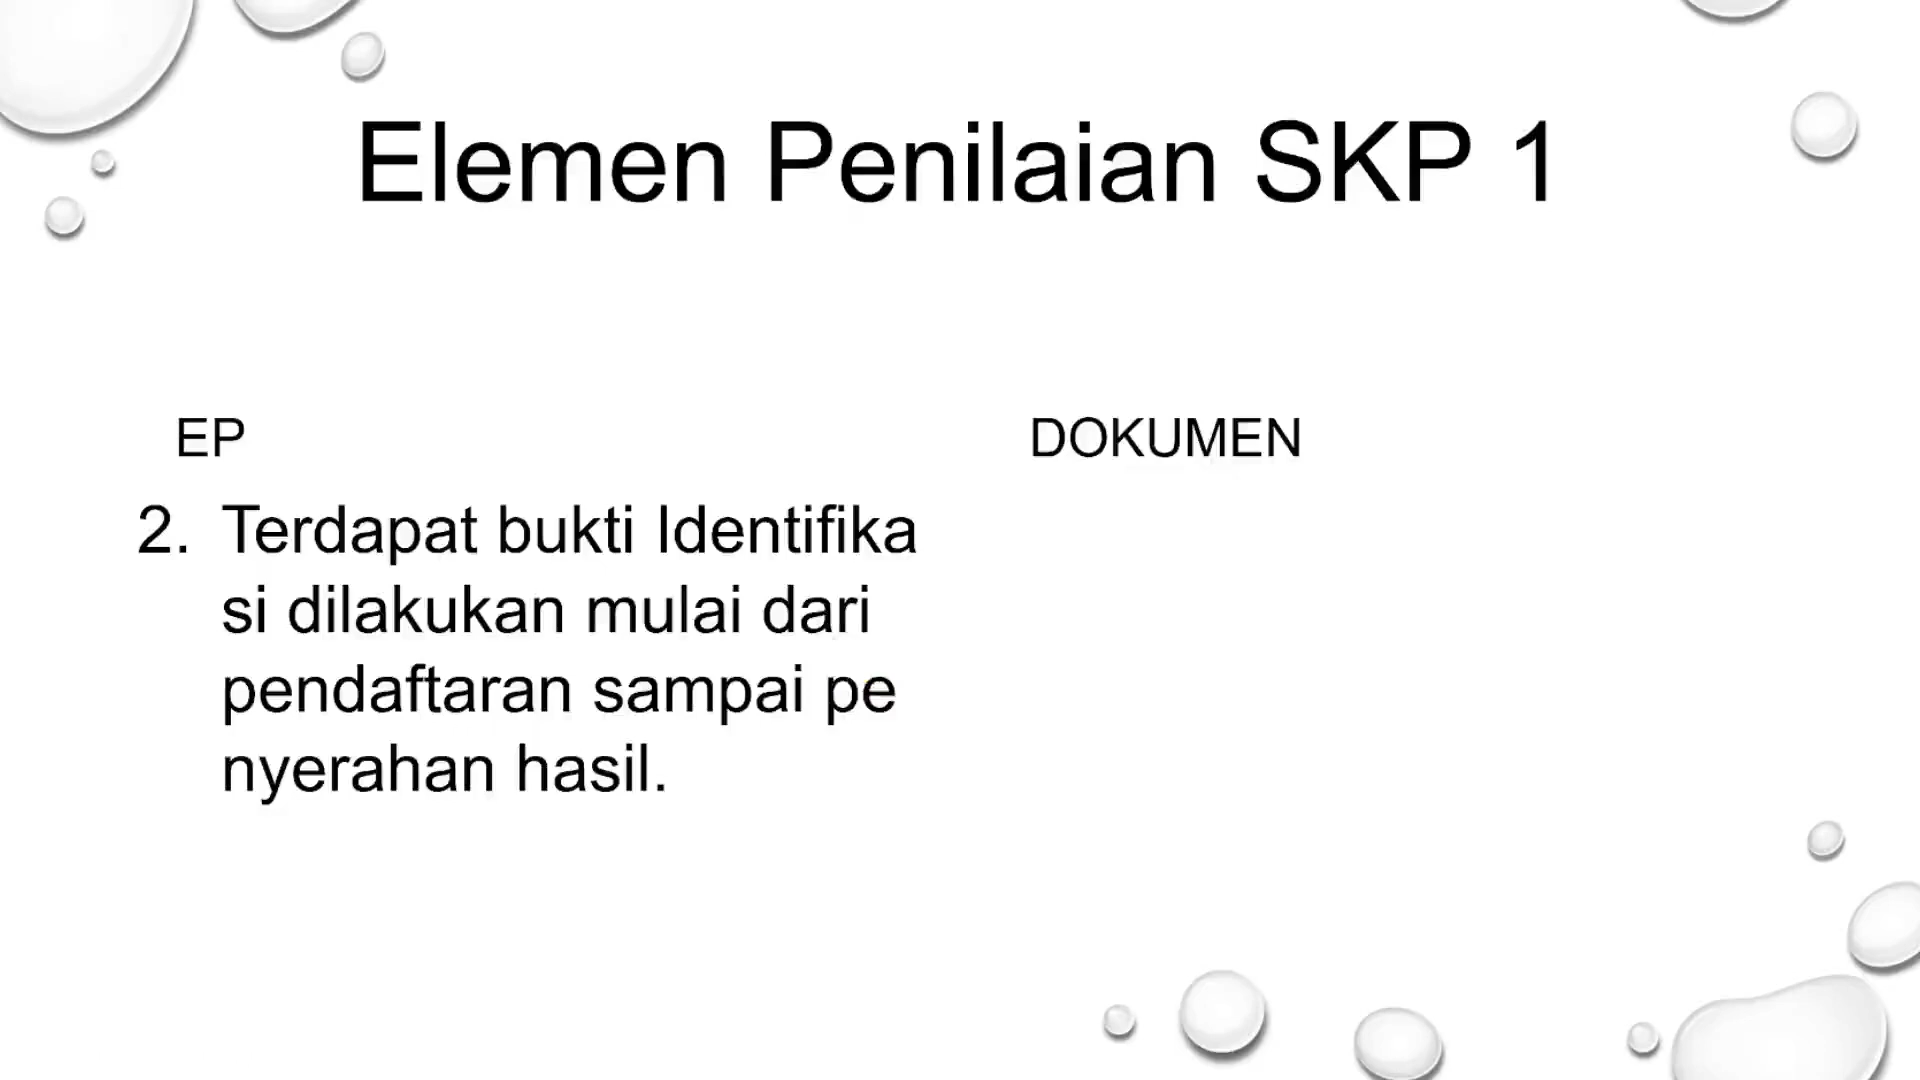 Elemen Penilaian SKP 1
EP
DOKUMEN
2. Terdapat bukti Identifika
si dilakukan mulai dari
pendaftaran sampai pe
nyerahan hasil.